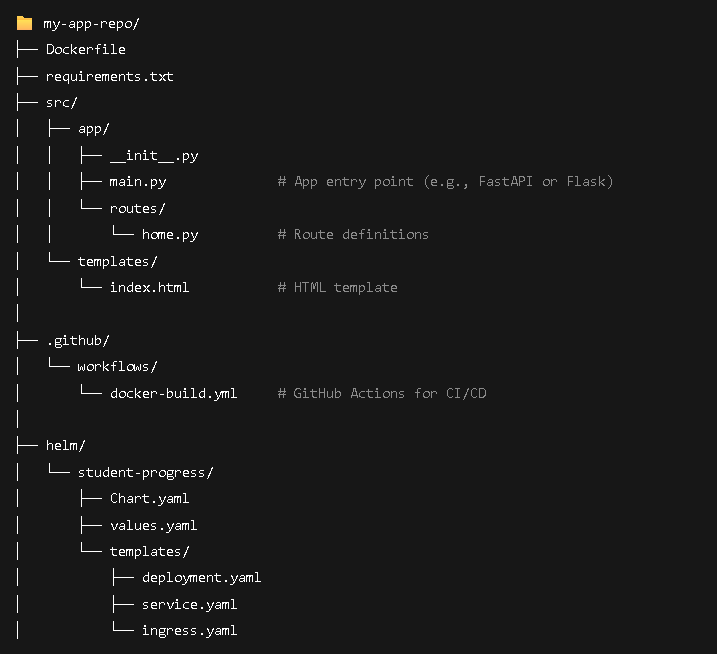 my-app-repo/
├── Dockerfile
├── requirements.txt
├── src/
│   ├── app/
│   │   ├── __init__.py
│   │   ├── main.py              # App entry point (e.g., FastAPI or Flask)
│   │   └── routes/
│   │       └── home.py          # Route definitions
│   └── templates/
│       └── index.html           # HTML template
│
├── .github/
│   └── workflows/
│       └── docker-build.yml     # GitHub Actions for CI/CD
│
├── helm/
│   └── student-progress/
│       ├── Chart.yaml
│       ├── values.yaml
│       └── templates/
│           ├── deployment.yaml
│           ├── service.yaml
│           └── ingress.yaml